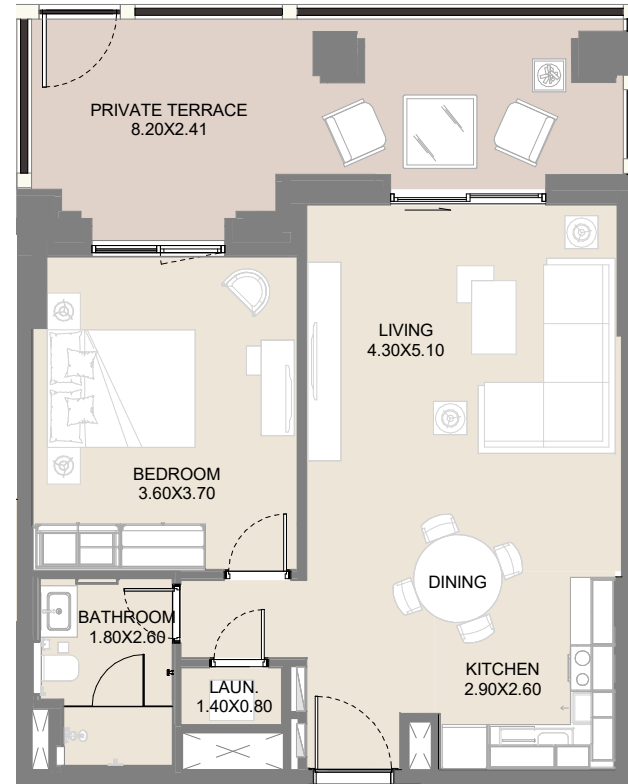 PRIVATE TERRACE
8.20X2.41
LIVING
4.30X5.10
BEDROOM
3.60X3.70
DINING
BATHROOM
1.80X2.60
KITCHEN
2.90X2.60
LAUN.
1.40X0.80